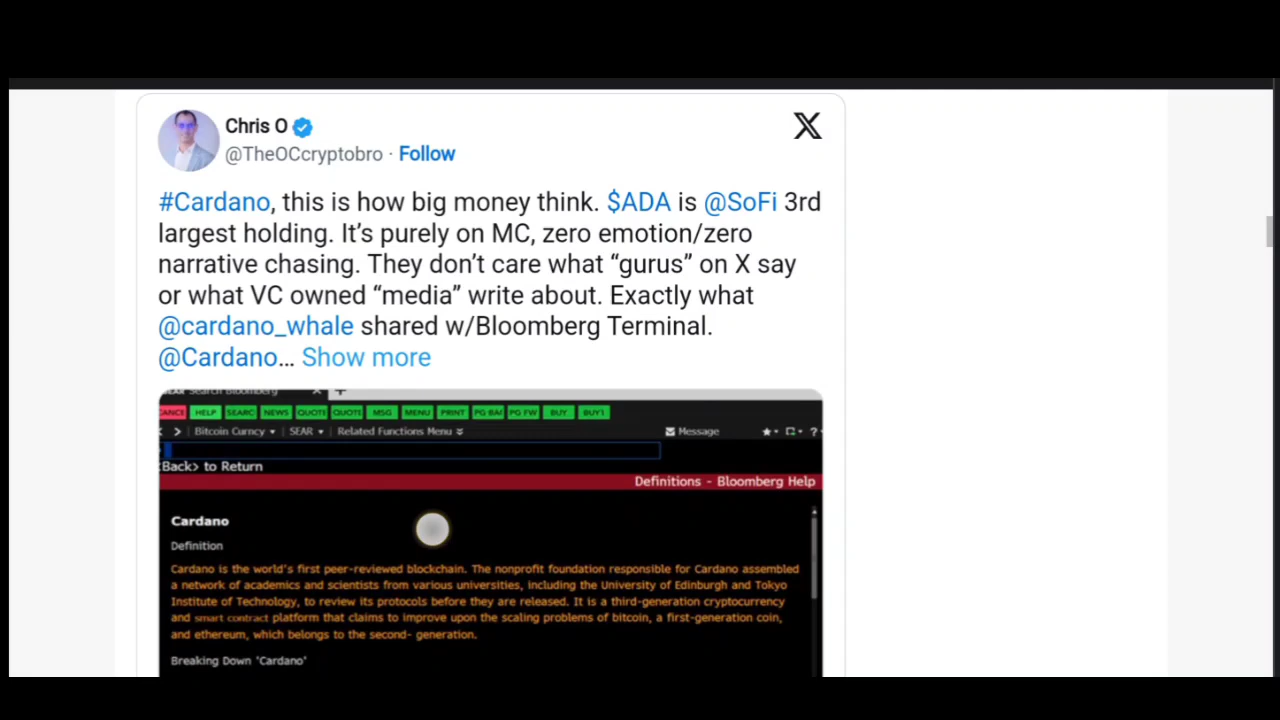 Chris O
@TheOCcryptobro · Follow
#Cardano, this is how big money think. $ADA is @SoFi 3rd
largest holding. It’s purely on MC, zero emotion/zero
narrative chasing. They don’t care what “gurus” on X say
or what VC owned “media” write about. Exactly what
@cardano_whale shared w/Bloomberg Terminal.
@Cardano… Show more
Search Bloomberg
HELP SEARC NEWS QUOTE QUOTE MSG MENU PRINT PG BA PG FW BUY BUY1
Bitcoin Curncy SEAR Related Functions Menu Message
<Back> to Return
Definitions - Bloomberg Help
Cardano
Definition
Cardano is the world's first peer-reviewed blockchain. The nonprofit foundation responsible for Cardano assembled
a network of academics and scientists from various universities, including the University of Edinburgh and Tokyo
Institute of Technology, to review its protocols before they are released. It is a third-generation cryptocurrency
and smart contract platform that claims to improve upon the scaling problems of bitcoin, a first-generation coin,
and ethereum, which belongs to the second- generation.
Breaking Down 'Cardano'